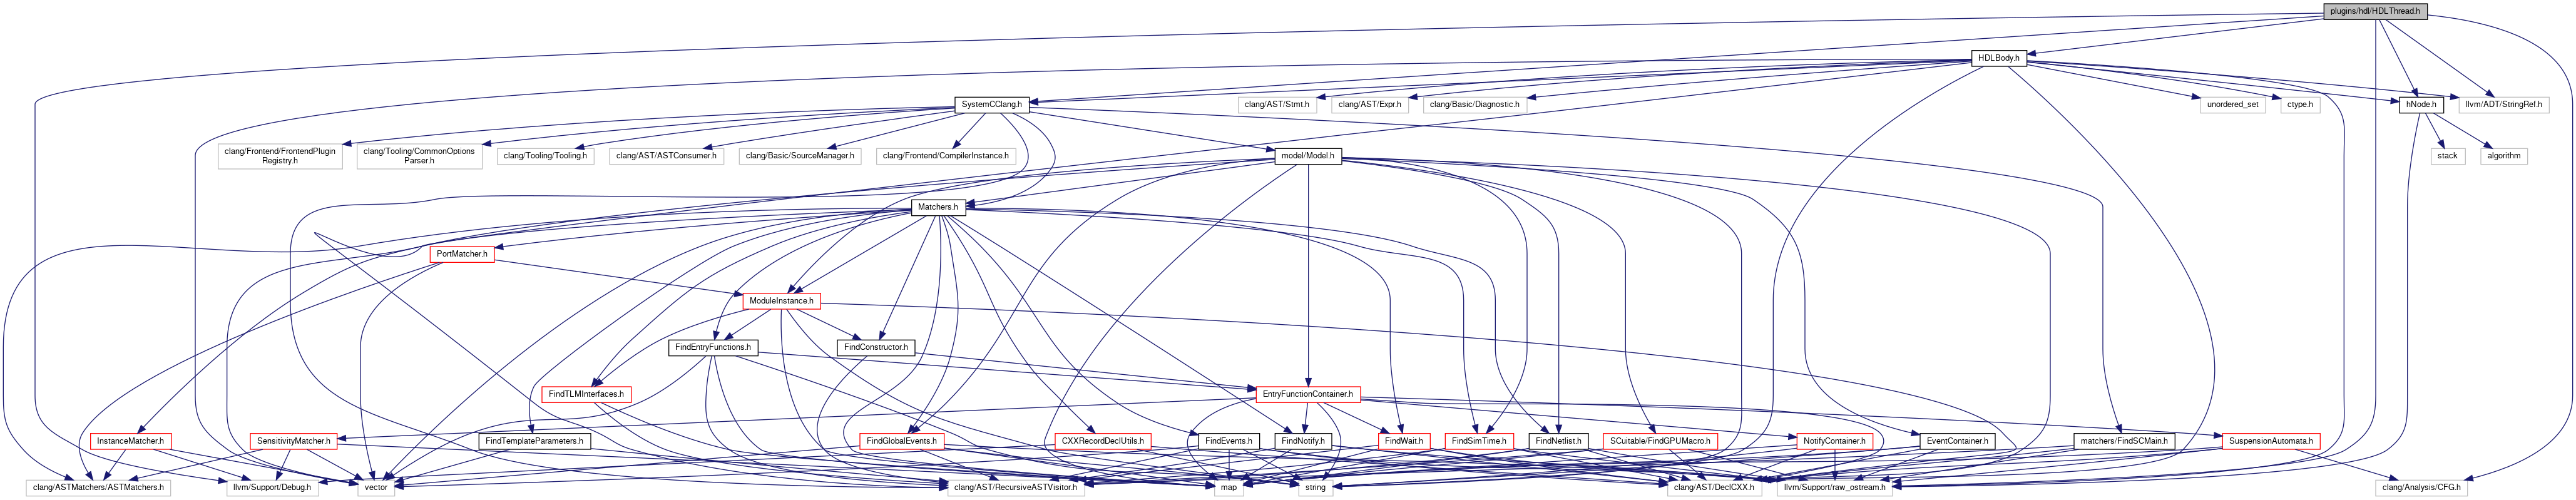 plugins/hdl/HDLThread.h
HDLBody.h
SystemCClang.h
clang/AST/Stmt.h
clang/AST/Expr.h
clang/Basic/Diagnostic.h
unordered_set
ctype.h
hNode.h
llvm/ADT/StringRef.h
clang/Frontend/FrontendPlugin
Registry.h
clang/Tooling/CommonOptions
Parser.h
clang/Tooling/Tooling.h
clang/AST/ASTConsumer.h
clang/Basic/SourceManager.h
clang/Frontend/CompilerInstance.h
model/Model.h
stack
algorithm
Matchers.h
PortMatcher.h
ModuleInstance.h
FindEntryFunctions.h
FindConstructor.h
FindTLMInterfaces.h
EntryFunctionContainer.h
InstanceMatcher.h
SensitivityMatcher.h
FindTemplateParameters.h
FindGlobalEvents.h
CXXRecordDeclUtils.h
FindEvents.h
FindNotify.h
FindWait.h
FindSimTime.h
FindNetlist.h
SCuitable/FindGPUMacro.h
NotifyContainer.h
EventContainer.h
matchers/FindSCMain.h
SuspensionAutomata.h
clang/ASTMatchers/ASTMatchers.h
llvm/Support/Debug.h
vector
clang/AST/RecursiveASTVisitor.h
map
string
clang/AST/DeclCXX.h
llvm/Support/raw_ostream.h
clang/Analysis/CFG.h